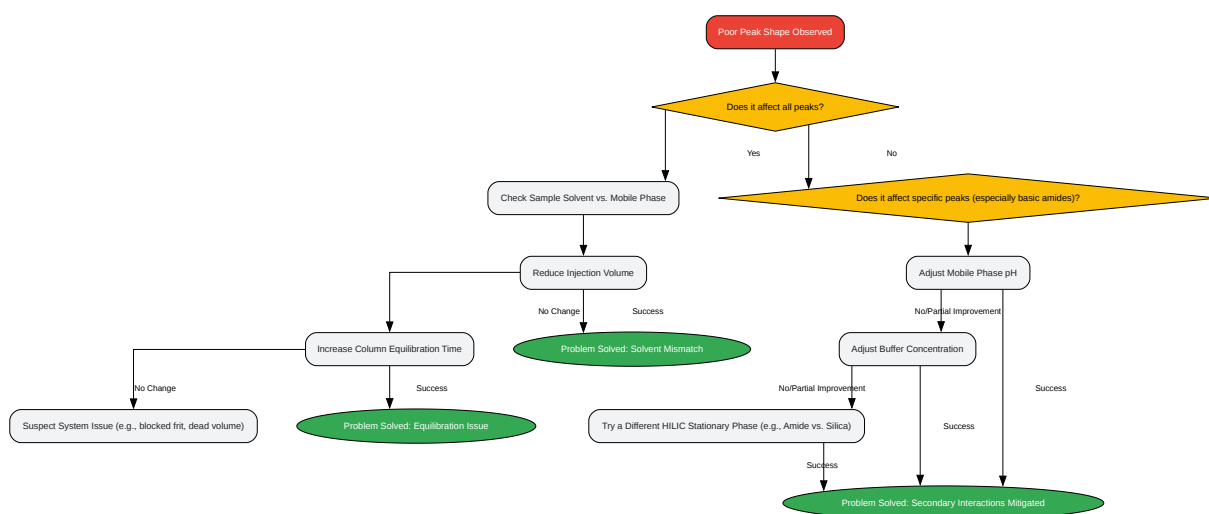 Poor Peak Shape Observed
Does it affect all peaks?
Yes
No
Check Sample Solvent vs. Mobile Phase
Does it affect specific peaks (especially basic amides)?
Reduce Injection Volume
Adjust Mobile Phase pH
No Change
Success
No/Partial Improvement
Increase Column Equilibration Time
Problem Solved: Solvent Mismatch
Adjust Buffer Concentration
No Change
Success
No/Partial Improvement
Success
Suspect System Issue (e.g., blocked frit, dead volume)
Problem Solved: Equilibration Issue
Try a Different HILIC Stationary Phase (e.g., Amide vs. Silica)
Success
Success
Problem Solved: Secondary Interactions Mitigated